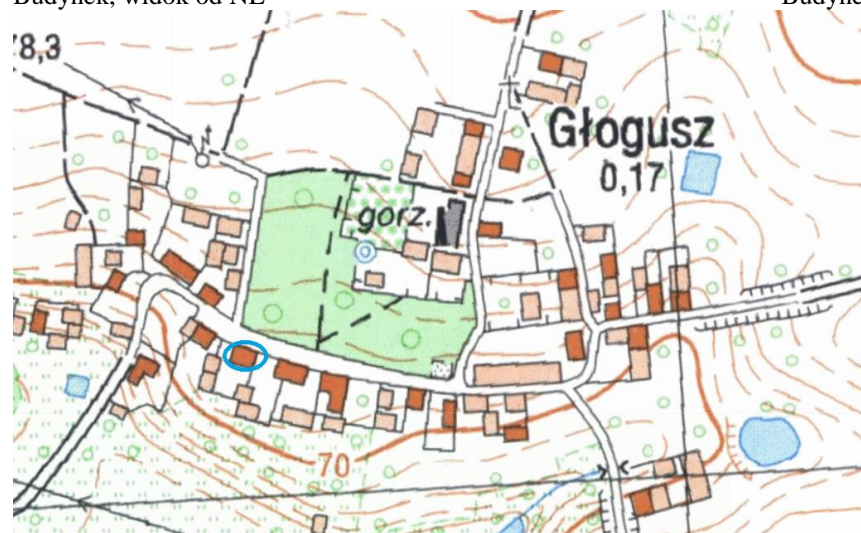 Budynek, widok od NE
Budyne
78,3
Głogusz
0,17
gorz.
70